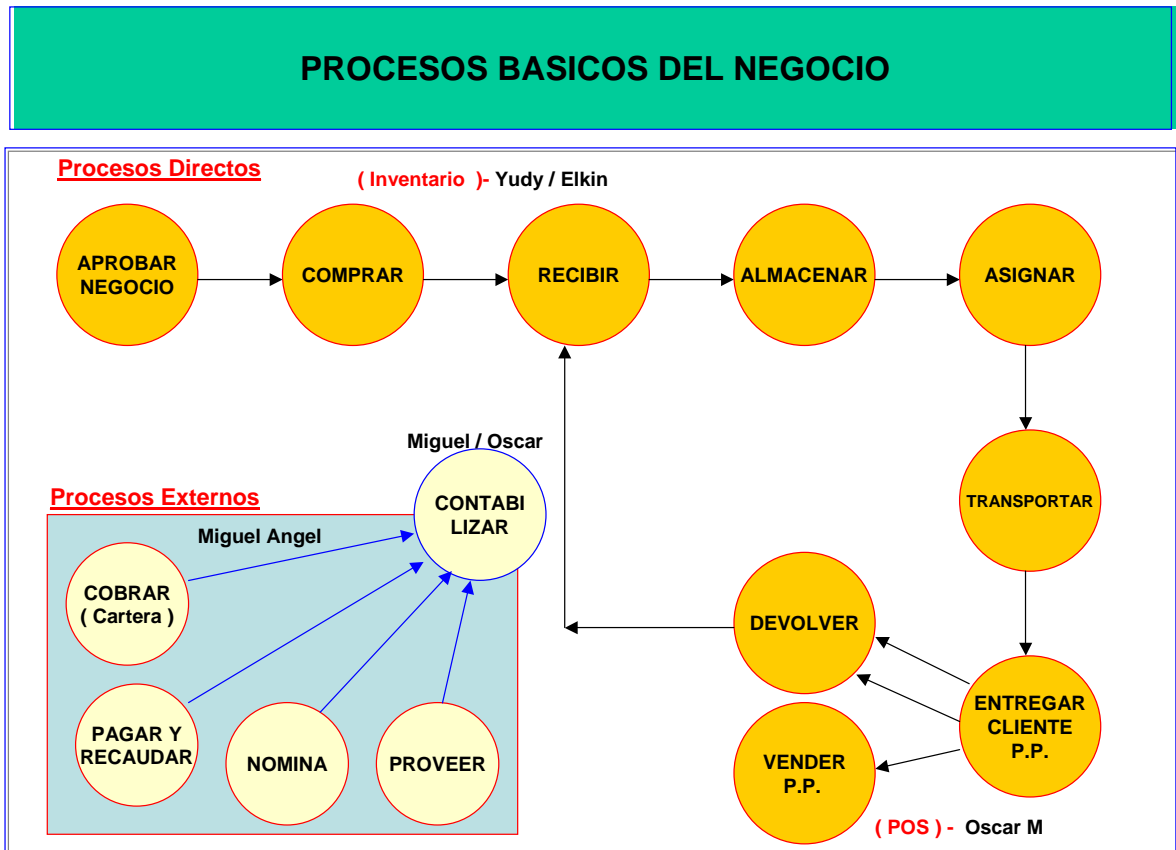 PROCESOS BASICOS DEL NEGOCIO
Procesos Directos
( Inventario )- Yudy / Elkin
APROBAR
NEGOCIO
COMPRAR
RECIBIR
ALMACENAR
ASIGNAR
TRANSPORTAR
Miguel / Oscar
CONTABI
LIZAR
Procesos Externos
Miguel Angel
COBRAR
( Cartera )
PAGAR Y
RECAUDAR
NOMINA
PROVEER
DEVOLVER
ENTREGAR
CLIENTE
P.P.
VENDER
P.P.
( POS ) - Oscar M